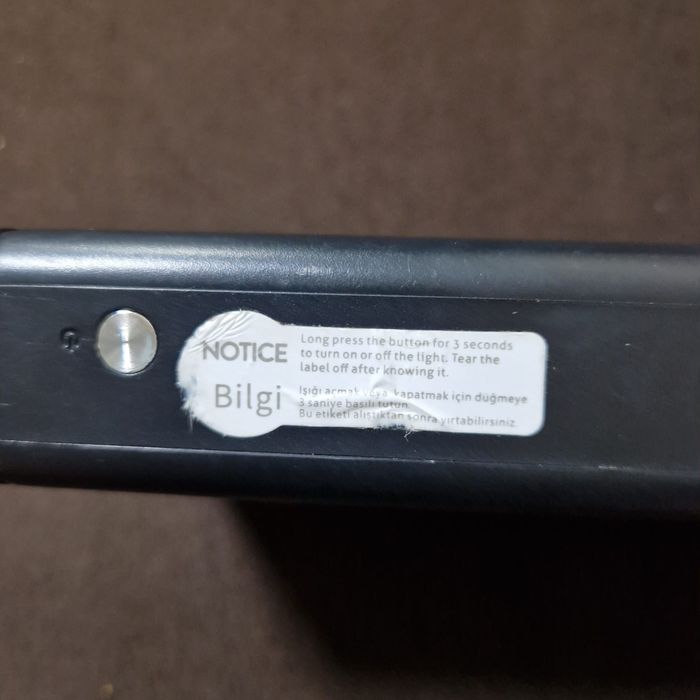 NOTICE
Long press the button for 3 seconds
to turn on or off the light. Tear the
label off after knowing it.
Bilgi
Işığı açmak veya kapatmak için düğmeye
3 saniye basılı tutun.
Bu etiketi alıstıktan sonra yırtabilirsiniz